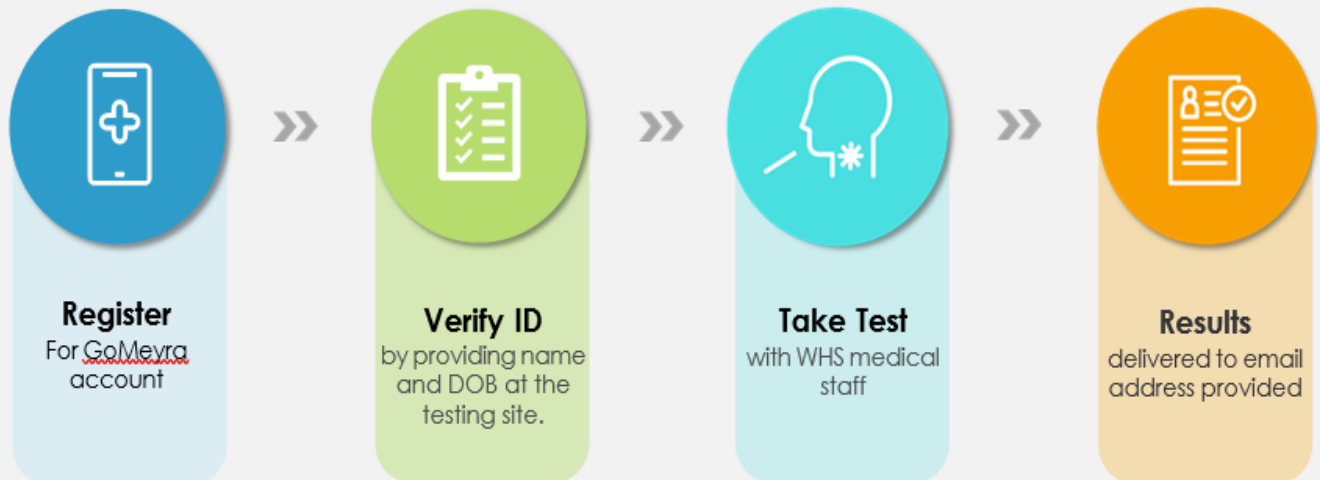 Register
For GoMeyra
account
Verify ID
by providing name
and DOB at the
testing site.
Take Test
with WHS medical
staff
Results
delivered to email
address provided